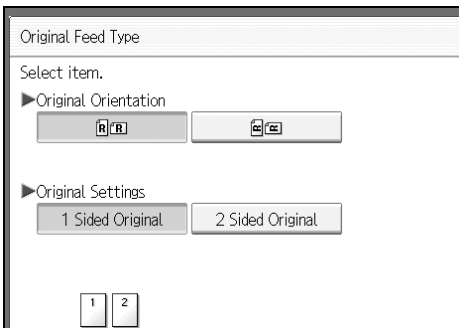 Original Feed Type
Select item.
▶Original Orientation
R R R R
▶Original Settings
1 Sided Original 2 Sided Original
1 2